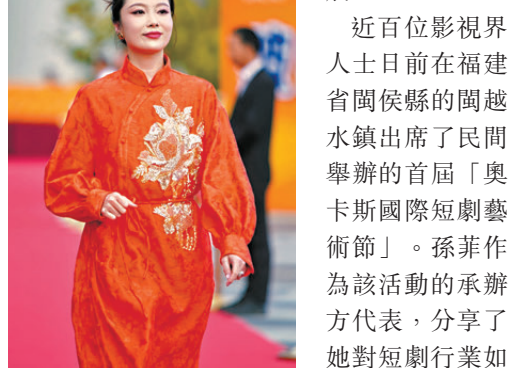 近百位影視界
人士日前在福建
省閩侯縣的閩越
水鎮出席了民間
舉辦的首屆「奧
卡斯國際短劇藝
術節」。孫菲作
為該活動的承辦
方代表，分享了
她對短劇行業如